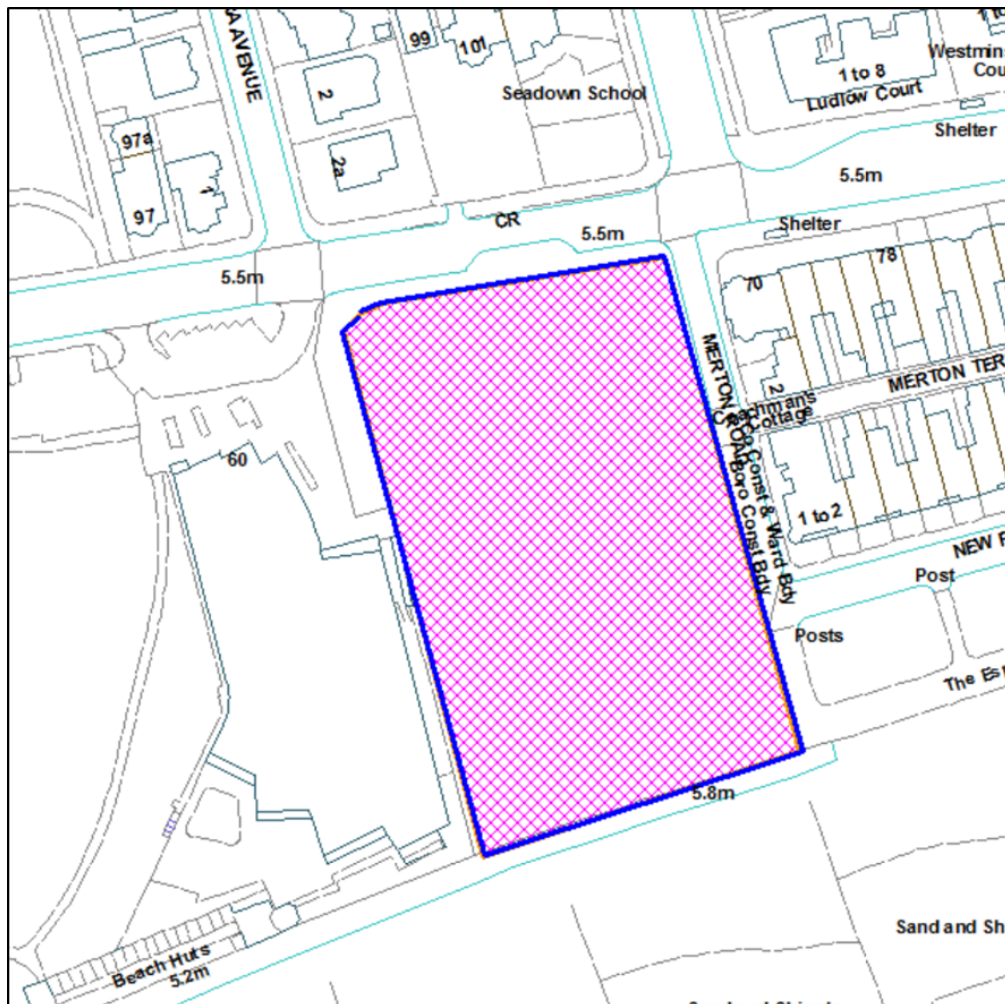 AVENUE
99
101
2
Seadown School
1 to 8
Ludlow Court
Westmin
Cou
Shelter
97a
97
1
2a
5.5m
CR
5.5m
Shelter
5.5m
70
78
MERTON ROAD
2
MERTON TER
Coachman's
Cottage
Co Const & Ward Bdy
Boro Const Bdy
60
1 to 2
NEW
Post
Posts
The Es
5.8m
Sand and Sh
Beach Huts
5.2m